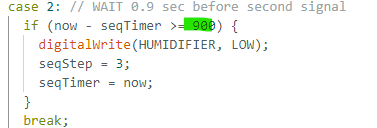 case 2: // WAIT 0.9 sec before second signal
if (now - seqTimer >= 900) {
digitalWrite(HUMIDIFIER, LOW);
seqStep = 3;
seqTimer = now;
}
break;